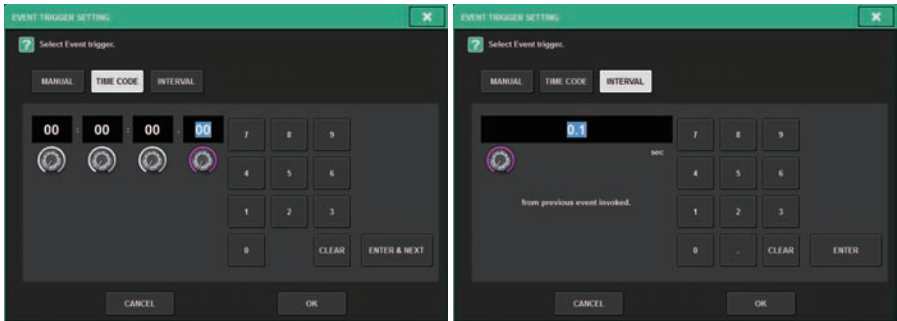 EVENT TRIGGER SETTING
? Select Event trigger.
MANUAL TIME CODE INTERVAL
00 : 00 : 00 . 00
7 8 9
4 5 6
1 2 3
0 CLEAR ENTER & NEXT
CANCEL OK
EVENT TRIGGER SETTING
? Select Event trigger.
MANUAL TIME CODE INTERVAL
0.1
sec
from previous event invoked.
7 8 9
4 5 6
1 2 3
0 . CLEAR ENTER
CANCEL OK